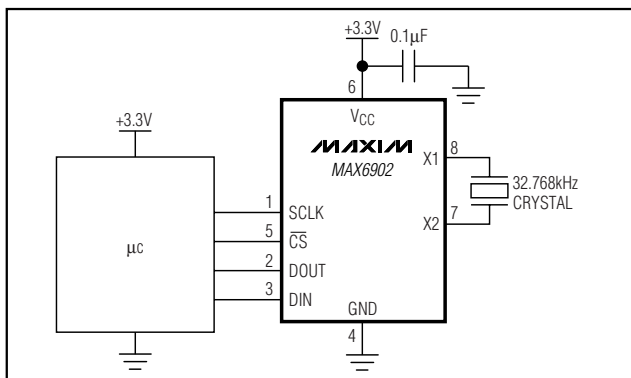 +3.3V
0.1µF
6
VCC
+3.3V
MAXIM
MAX6902
X1
8
32.768kHz
CRYSTAL
X2
7
1
SCLK
5
CS
2
DOUT
3
DIN
µC
GND
4